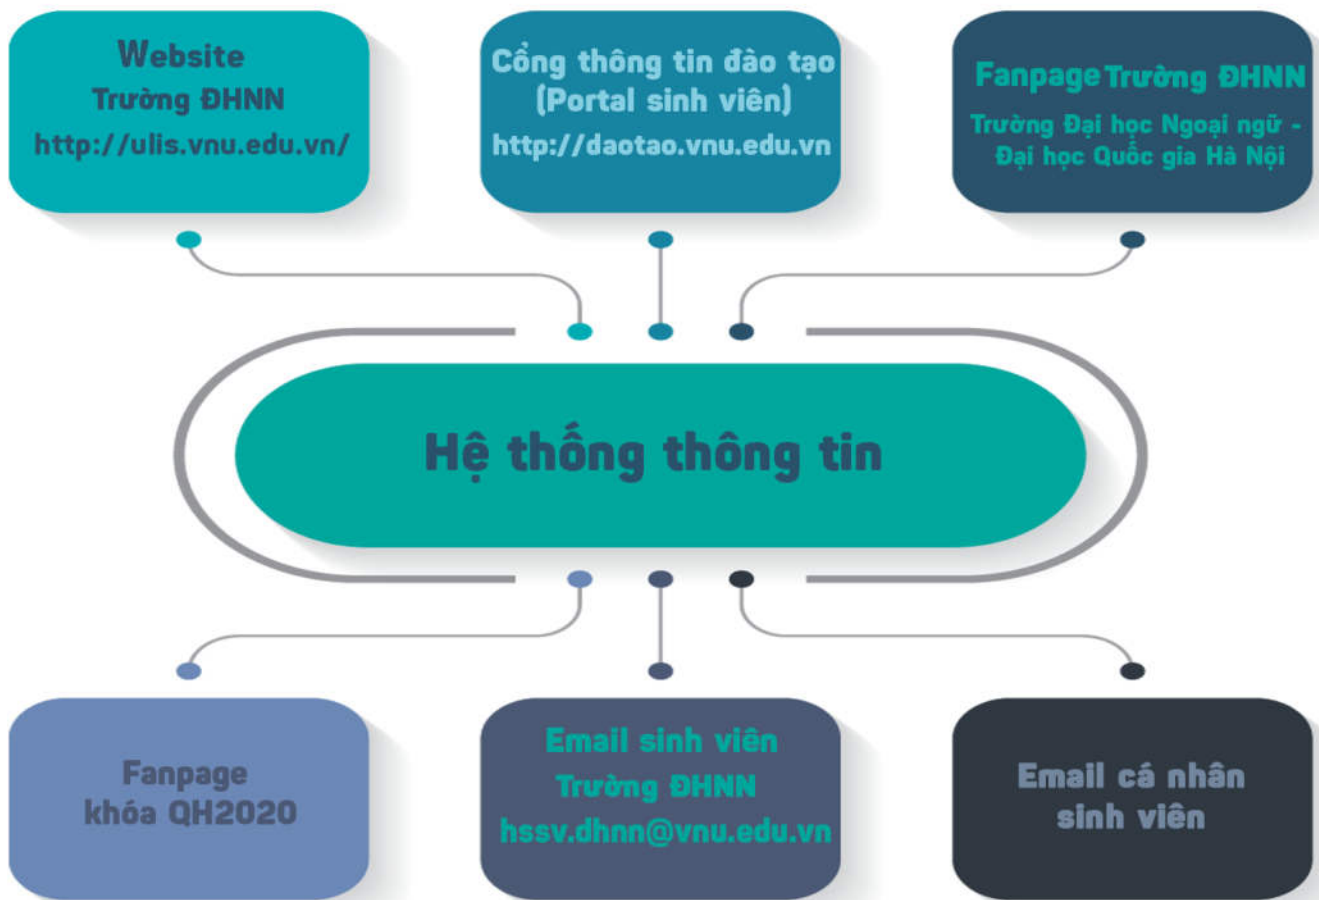 Website
Trường ĐHNN
http://ulis.vnu.edu.vn/
Cổng thông tin đào tạo
(Portal sinh viên)
http://daotao.vnu.edu.vn
Fanpage Trường ĐHNN
Trường Đại học Ngoại ngữ -
Đại học Quốc gia Hà Nội
Hệ thống thông tin
Fanpage
khóa QH2020
Email sinh viên
Trường ĐHNN
hssv.dhnn@vnu.edu.vn
Email cá nhân
sinh viên